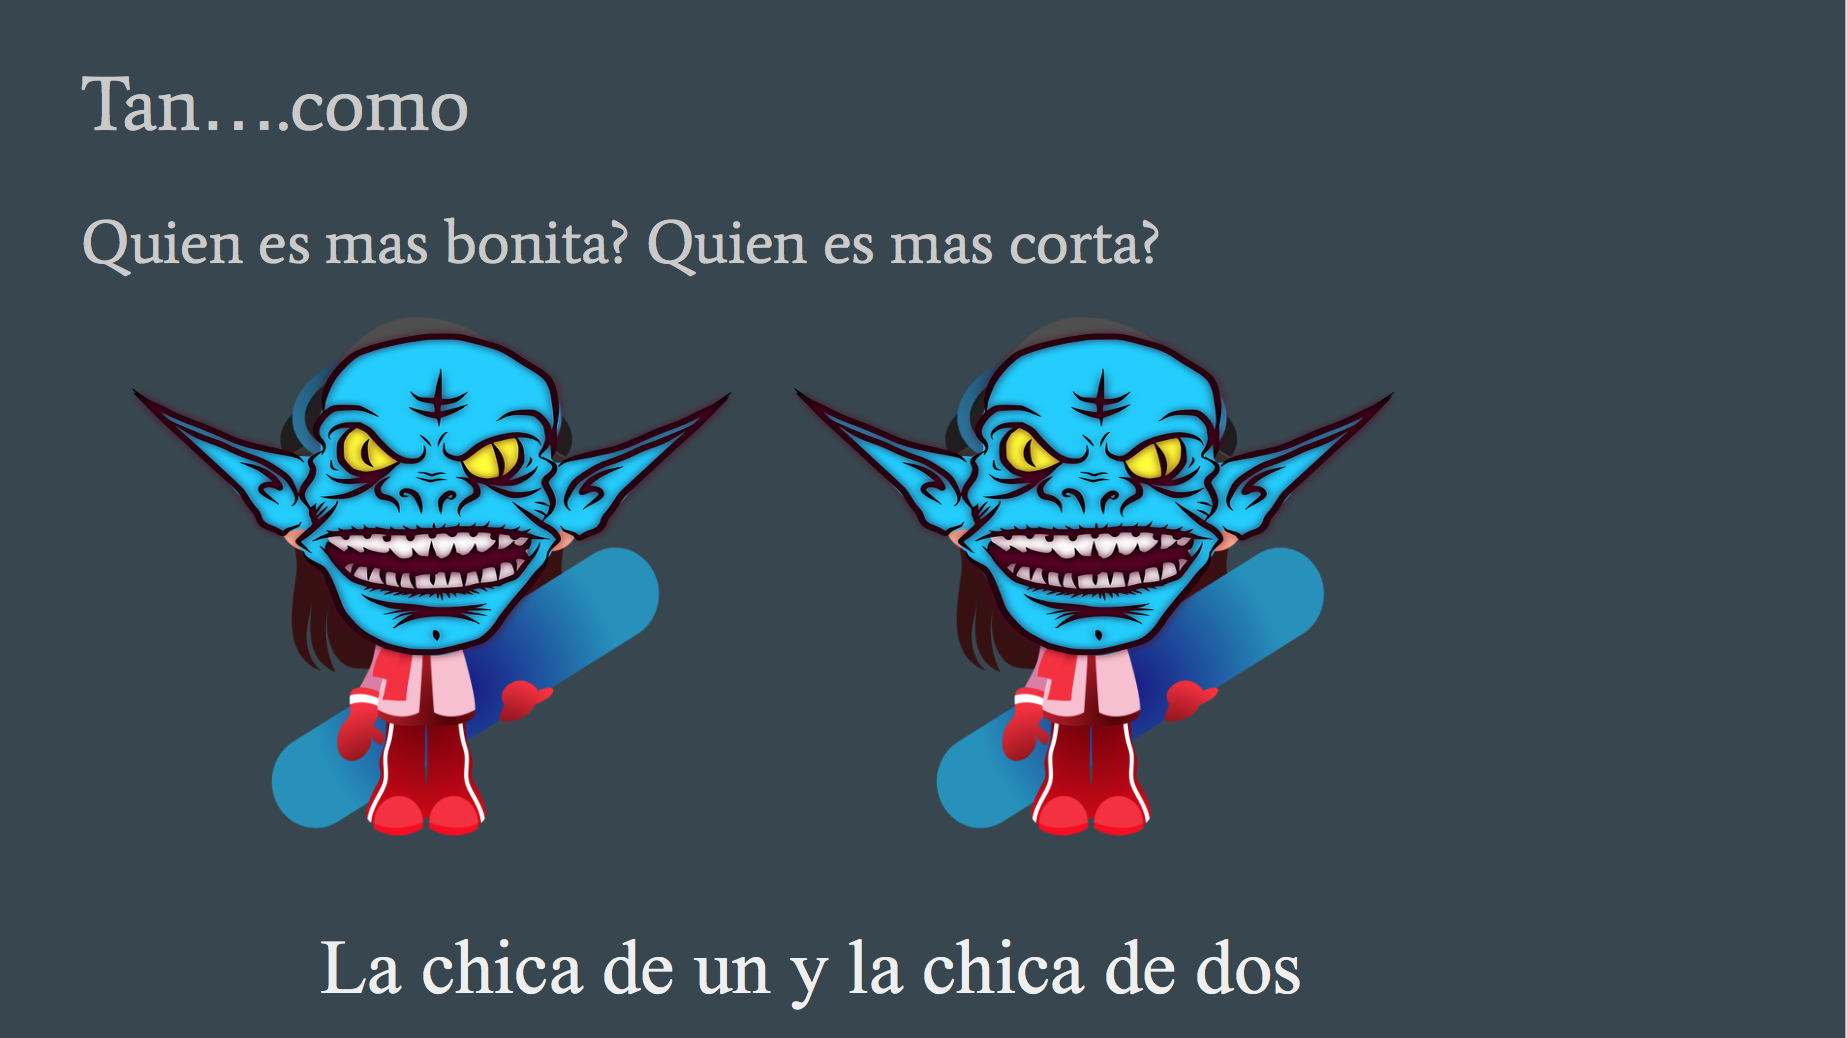 Tan.....como
Quien es mas bonita? Quien es mas corta?
La chica de un y la chica de dos